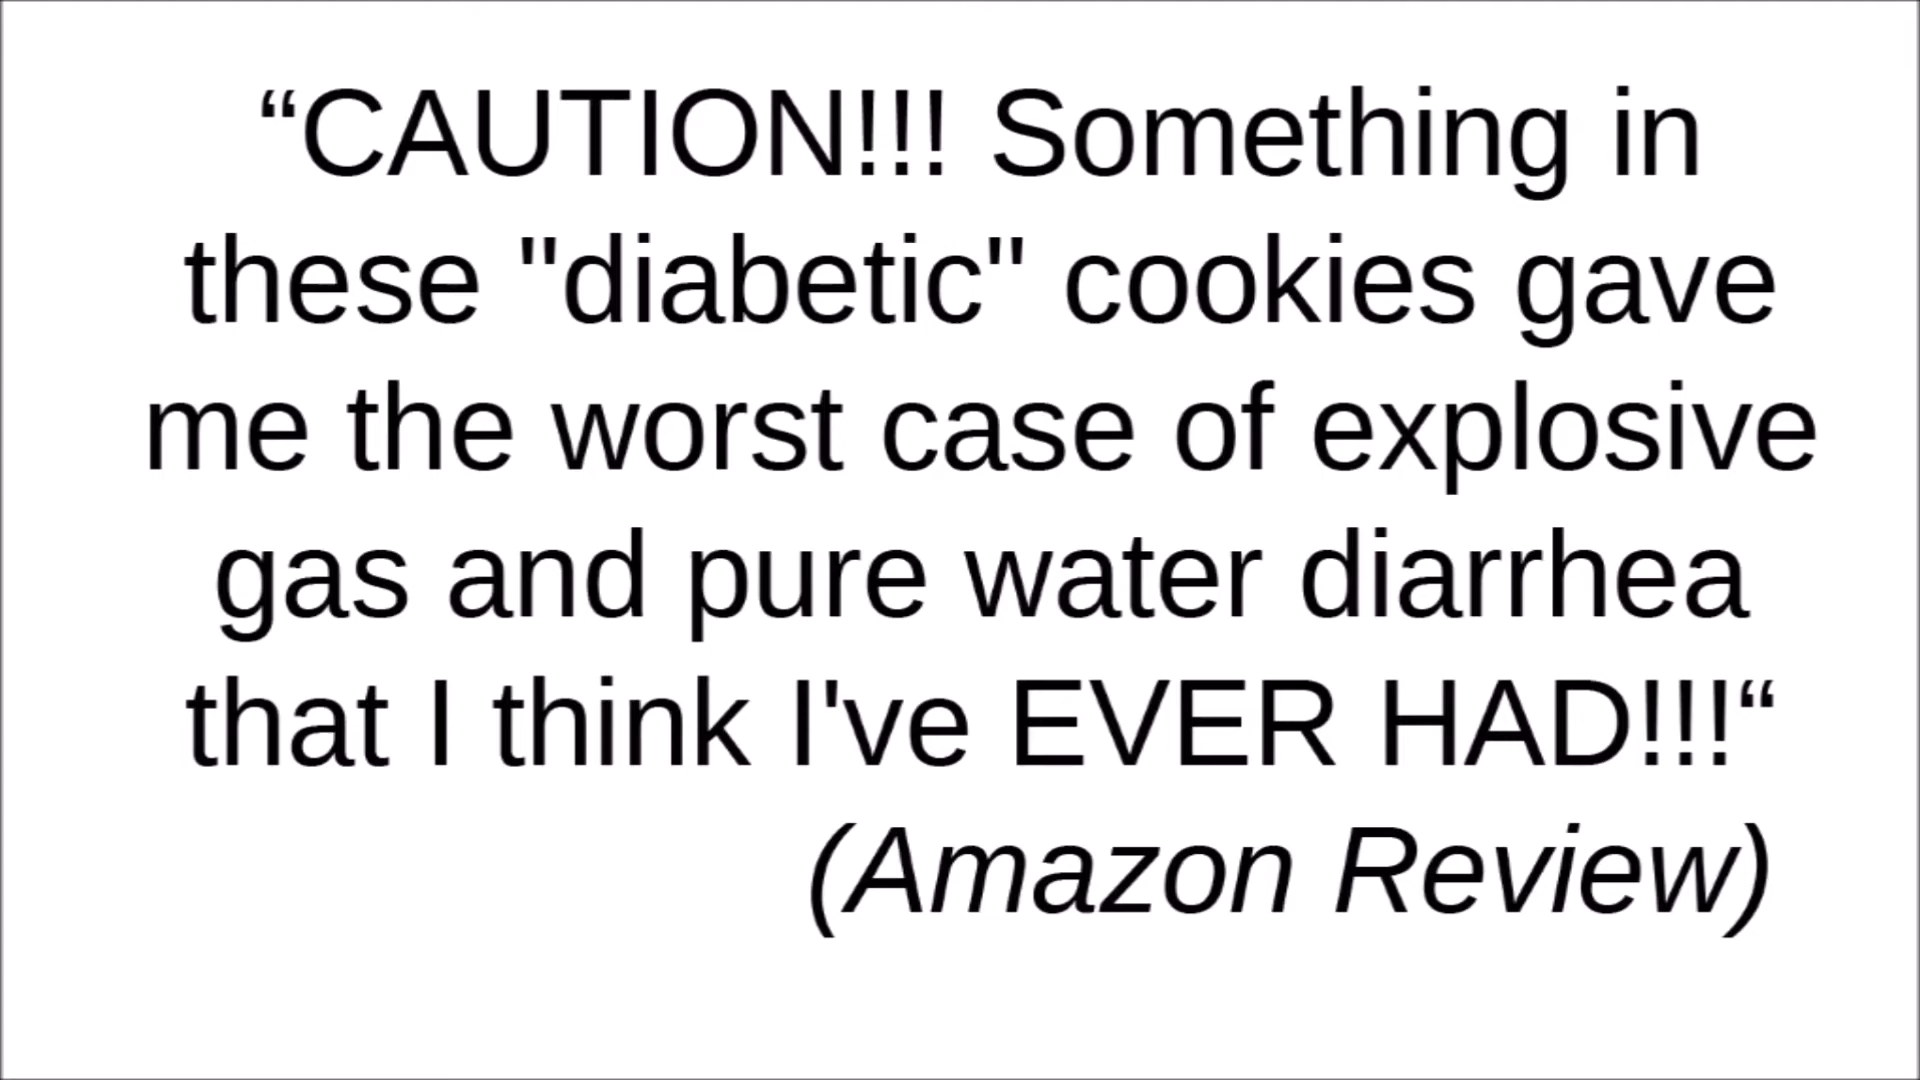 “CAUTION!!! Something in
these "diabetic" cookies gave
me the worst case of explosive
gas and pure water diarrhea
that I think I've EVER HAD!!!“
(Amazon Review)